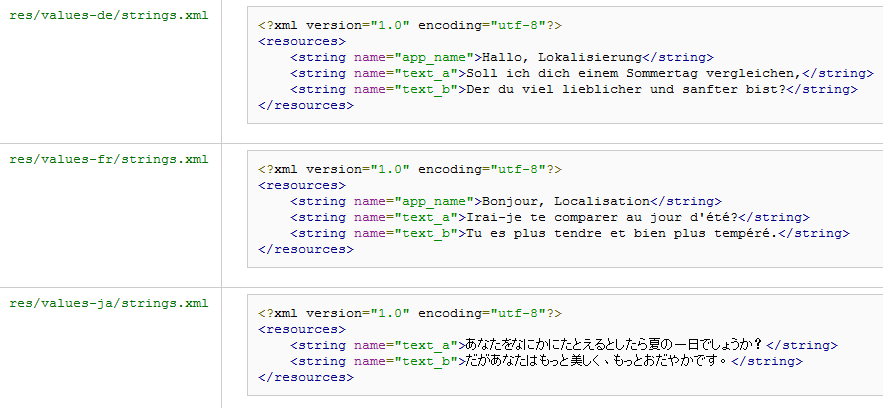 res/values-de/strings.xml
<?xml version="1.0" encoding="utf-8"?>
<resources>
    <string name="app_name">Hallo, Lokalisierung</string>
    <string name="text_a">Soll ich dich einem Sommertag vergleichen,</string>
    <string name="text_b">Der du viel lieblicher und sanfter bist?</string>
</resources>
res/values-fr/strings.xml
<?xml version="1.0" encoding="utf-8"?>
<resources>
    <string name="app_name">Bonjour, Localisation</string>
    <string name="text_a">Irai-je te comparer au jour d'été?</string>
    <string name="text_b">Tu es plus tendre et bien plus tempéré.</string>
</resources>
res/values-ja/strings.xml
<?xml version="1.0" encoding="utf-8"?>
<resources>
    <string name="text_a">あなたをなにかにたとえるとしたら夏の一日でしょうか？</string>
    <string name="text_b">だがあなたはもっと美しく、もっとおだやかです。</string>
</resources>